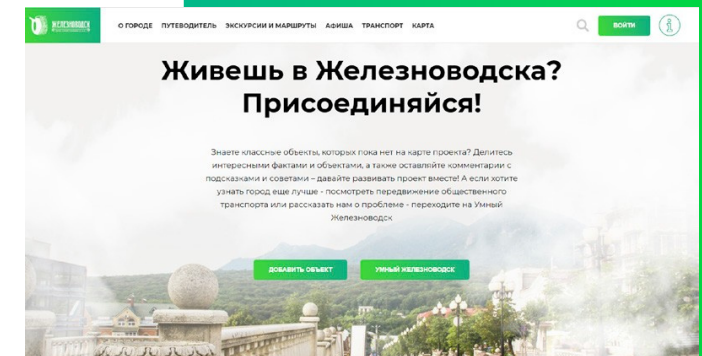 ЖЕЛЕЗНОВОДСК
О ГОРОДЕ ПУТЕВОДИТЕЛЬ ЭКСКУРСИИ И МАРШРУТЫ АФИША ТРАНСПОРТ КАРТА
ВОЙТИ
Живешь в Железноводска?
Присоединяйся!
Знаете классные объекты, которых пока нет на карте проекта? Делитесь
интересными фактами и объектами, а также оставляйте комментарии с
подсказками и советами – давайте развивать проект вместе! А если хотите
узнать город еще лучше - посмотреть передвижение общественного
транспорта или рассказать нам о проблеме - переходите на Умный
Железноводск
ДОБАВИТЬ ОБЪЕКТ УМНЫЙ ЖЕЛЕЗНОВОДСК